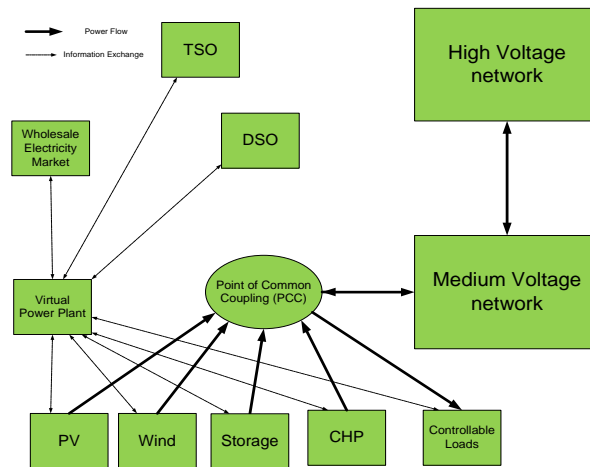 Power Flow
Information Exchange
TSO
High Voltage
network
Wholesale
Electricity
Market
DSO
Point of Common
Coupling (PCC)
Medium Voltage
network
Virtual
Power Plant
PV
Wind
Storage
CHP
Controllable
Loads